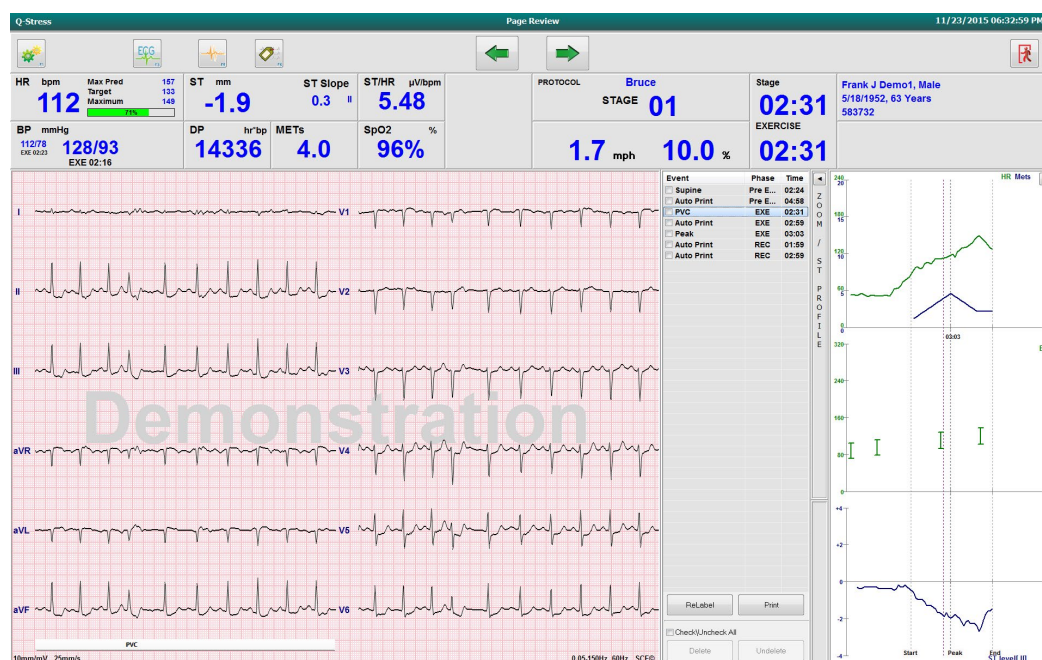 Q-Stress Page Review 11/23/2015 06:32:59 PM
ECG
HR bpm Max Pred 157
Target 133
Maximum 149
112
71%
ST mm ST Slope
-1.9 0.3 II
ST/HR µV/bpm
5.48
PROTOCOL Bruce
STAGE 01
Stage
02:31
Frank J Demo1, Male
5/18/1952, 63 Years
583732
BP mmHg
112/78 128/93
EXE 02:23
EXE 02:16
DP hr*bp
14336
METs
4.0
SpO2 %
96%
1.7 mph 10.0 %
EXERCISE
02:31
I V1
II V2
III V3
Demonstration
aVR V4
aVL V5
aVF V6
PVC
10mm/mV 25mm/s 0.05-150Hz 60Hz SCF©
Event Phase Time
Supine Pre E... 02:24
Auto Print Pre E... 04:58
PVC EXE 02:31
Auto Print EXE 02:59
Peak EXE 03:03
Auto Print REC 01:59
Auto Print REC 02:59
ReLabel Print
Check\Uncheck All
Delete Undelete
ZOOM / ST PROFILE
HR Mets
240
20
180
15
120
10
60
5
0
0
03:03
320
240
160
80
0
+4
+2
0
-2
-4
Start Peak End